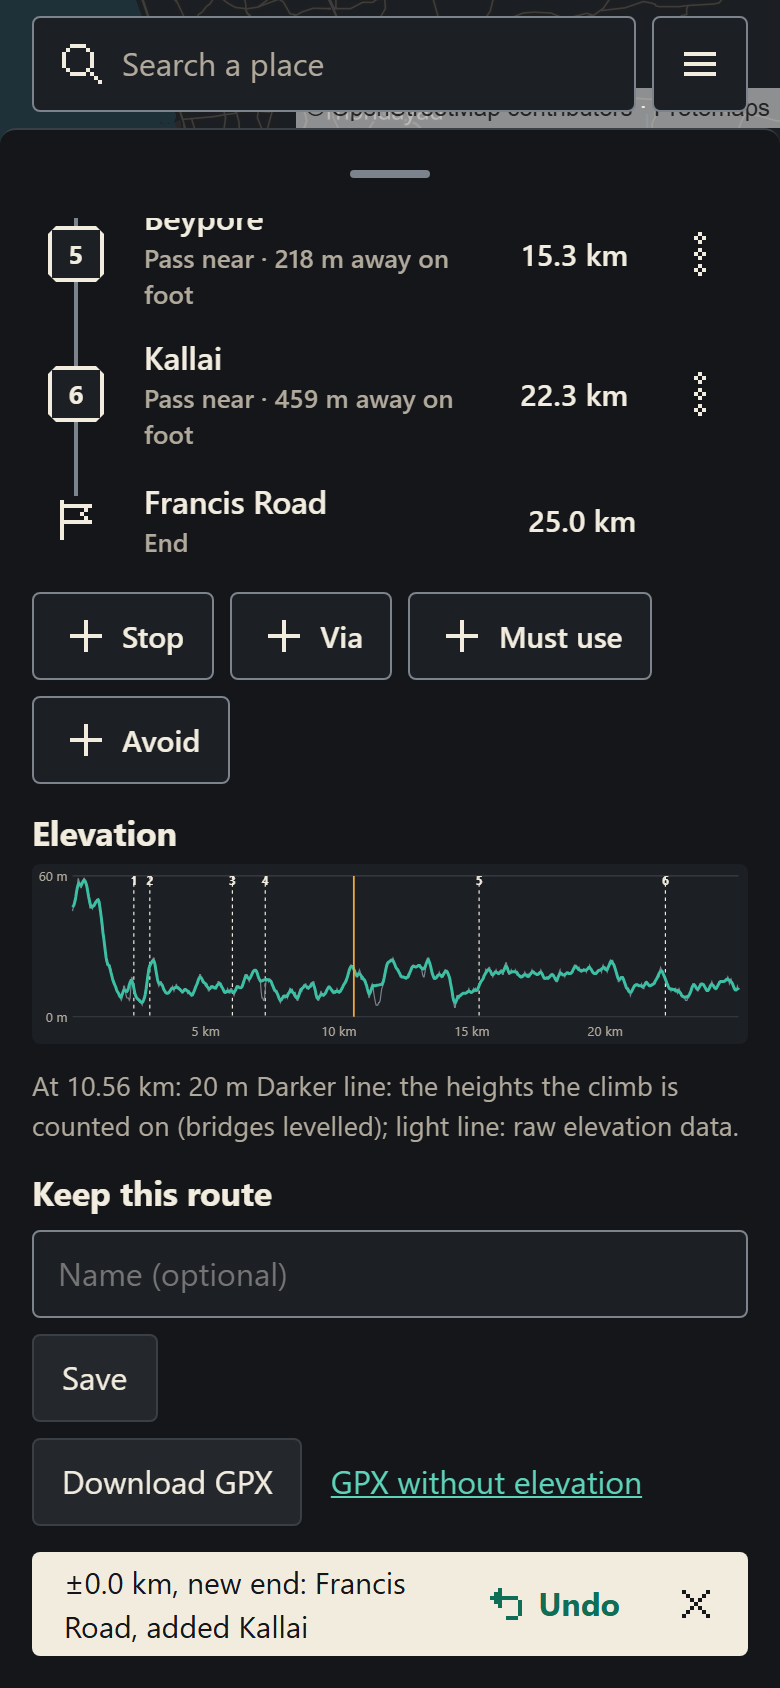 Search a place
5
Beypore
Pass near · 218 m away on
foot
15.3 km
6
Kallai
Pass near · 459 m away on
foot
22.3 km
Francis Road
End
25.0 km
Stop
Via
Must use
Avoid
Elevation
60 m
1 2 3 4 5 6
0 m
5 km 10 km 15 km 20 km
At 10.56 km: 20 m Darker line: the heights the climb is
counted on (bridges levelled); light line: raw elevation data.
Keep this route
Name (optional)
Save
Download GPX
GPX without elevation
±0.0 km, new end: Francis
Road, added Kallai
Undo